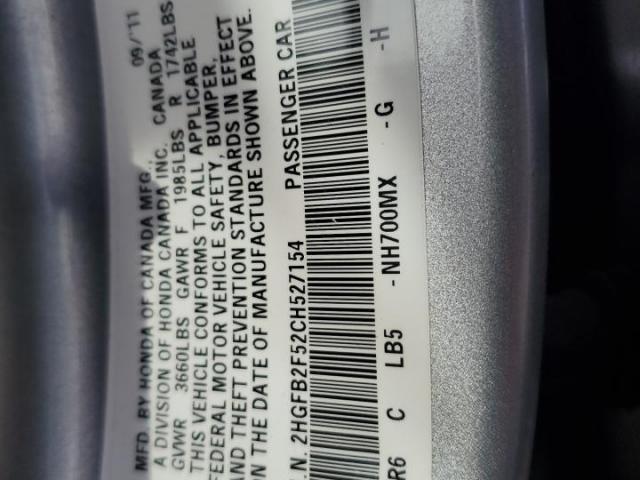 MFD. BY HONDA OF CANADA MFG., 09/'11
A DIVISION OF HONDA CANADA INC. CANADA
GVWR 3660LBS GAWR F 1985LBS R 1742LBS
THIS VEHICLE CONFORMS TO ALL APPLICABLE
FEDERAL MOTOR VEHICLE SAFETY, BUMPER,
AND THEFT PREVENTION STANDARDS IN EFFECT
ON THE DATE OF MANUFACTURE SHOWN ABOVE.
I.N. 2HGFB2F52CH527154 PASSENGER CAR
R6 C LB5 -NH700MX -G -H